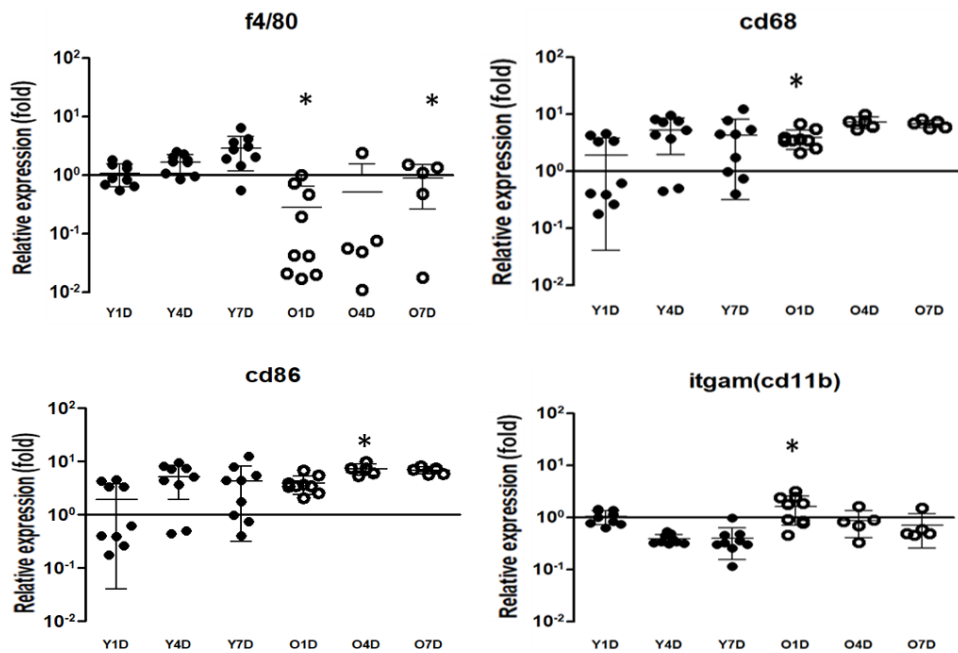 f4/80
Relative expression (fold)
10²
10¹
10⁰
10⁻¹
10⁻²
*
*
Y1D Y4D Y7D O1D O4D O7D
cd68
Relative expression (fold)
10²
10¹
10⁰
10⁻¹
10⁻²
*
Y1D Y4D Y7D O1D O4D O7D
cd86
Relative expression (fold)
10²
10¹
10⁰
10⁻¹
10⁻²
*
Y1D Y4D Y7D O1D O4D O7D
itgam(cd11b)
Relative expression (fold)
10²
10¹
10⁰
10⁻¹
10⁻²
*
Y1D Y4D Y7D O1D O4D O7D